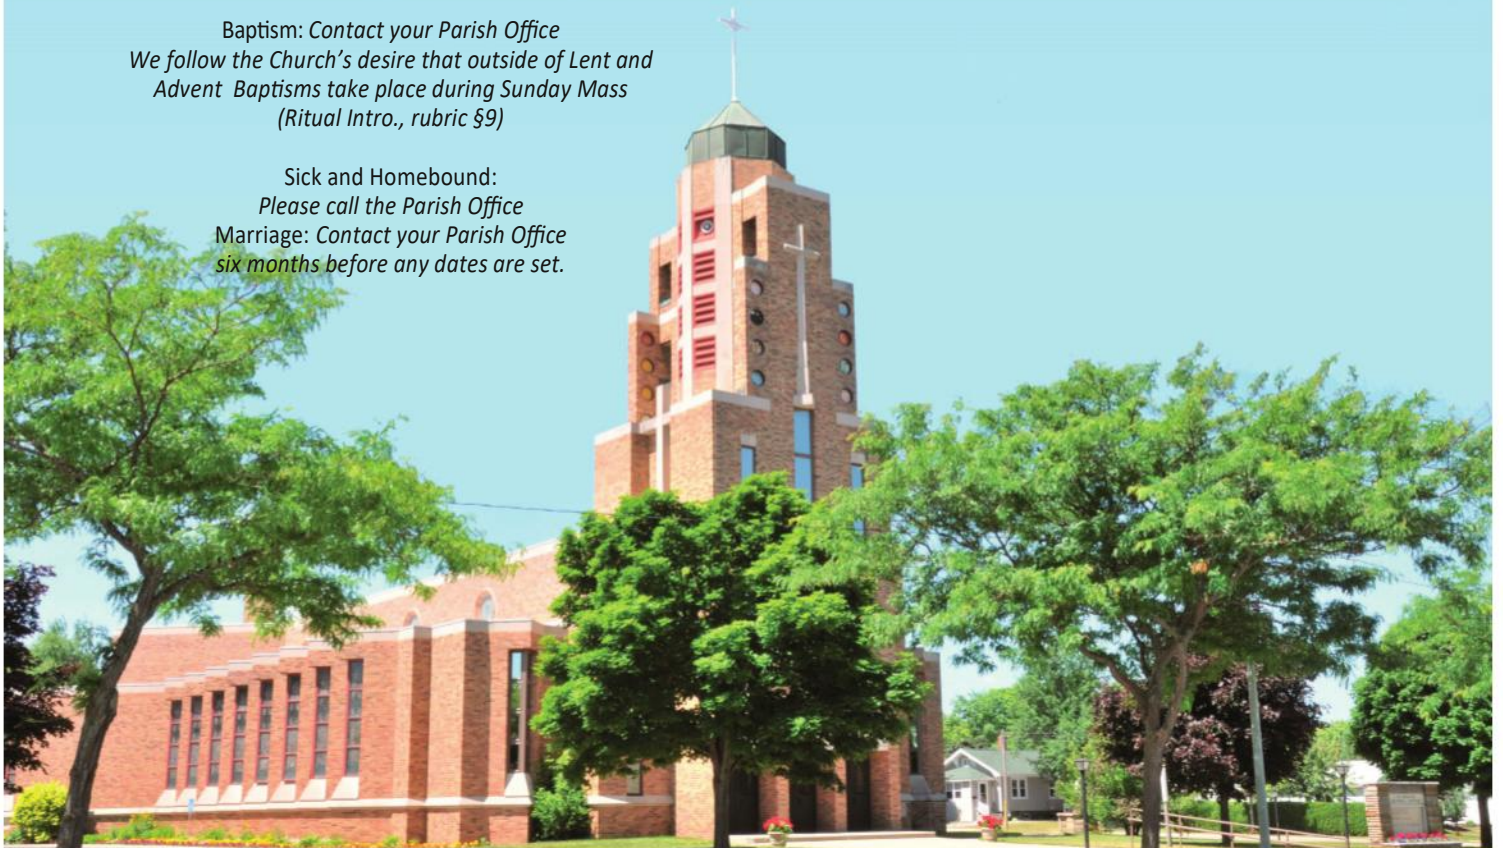 Baptism: Contact your Parish Office
We follow the Church’s desire that outside of Lent and
Advent  Baptisms take place during Sunday Mass
(Ritual Intro., rubric §9)
Sick and Homebound:
Please call the Parish Office
Marriage: Contact your Parish Office
six months before any dates are set.